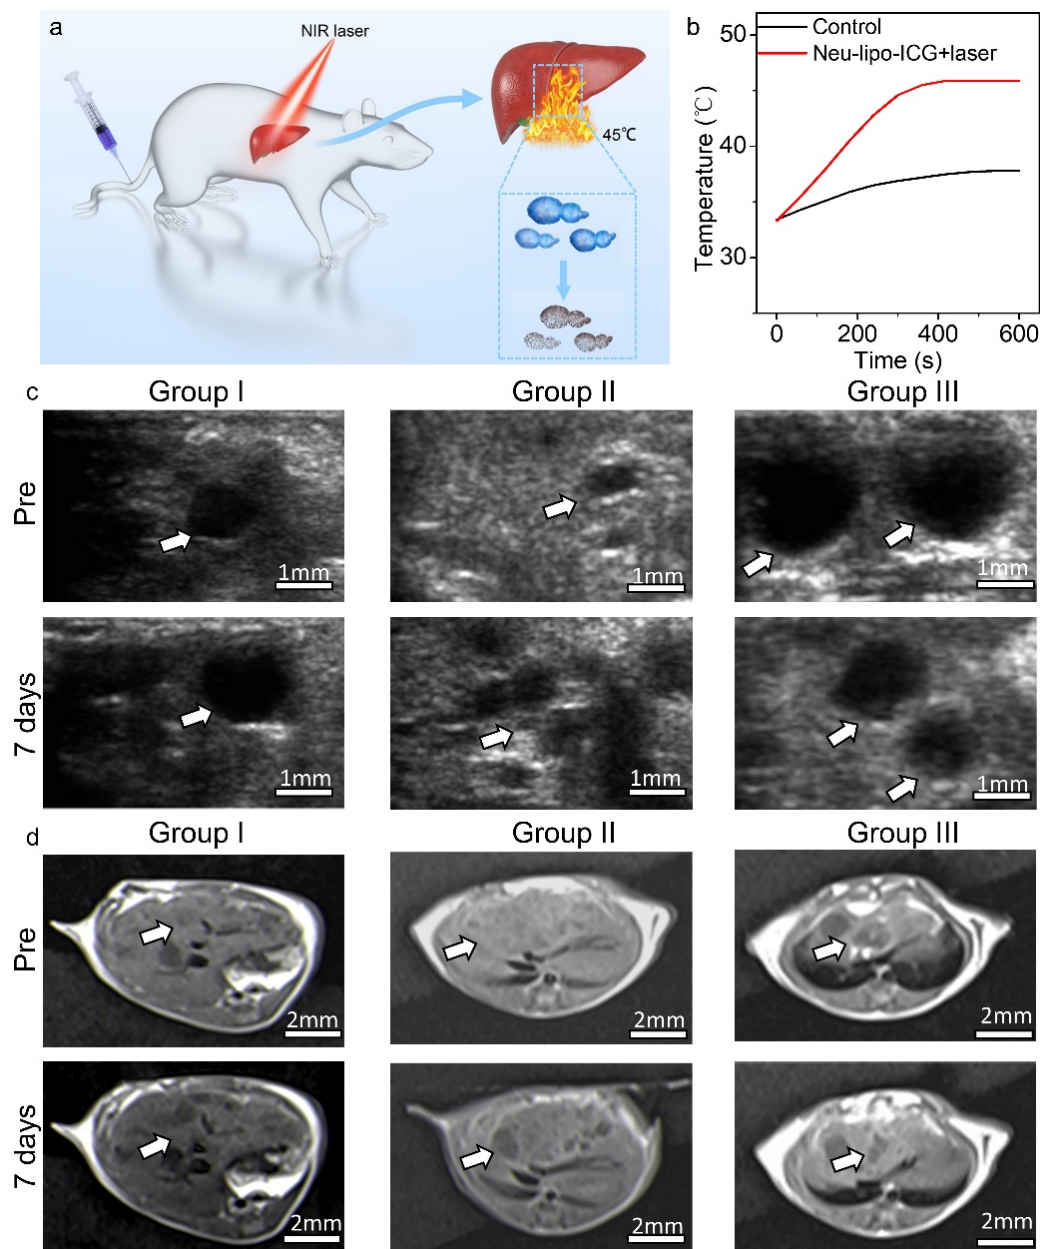 a
NIR laser
45℃
b
Control
Neu-lipo-ICG+laser
Temperature (℃)
50
40
30
0 200 400 600
Time (s)
c
Group I Group II Group III
Pre
1mm 1mm 1mm
7 days
1mm 1mm 1mm
d
Group I Group II Group III
Pre
2mm 2mm 2mm
7 days
2mm 2mm 2mm